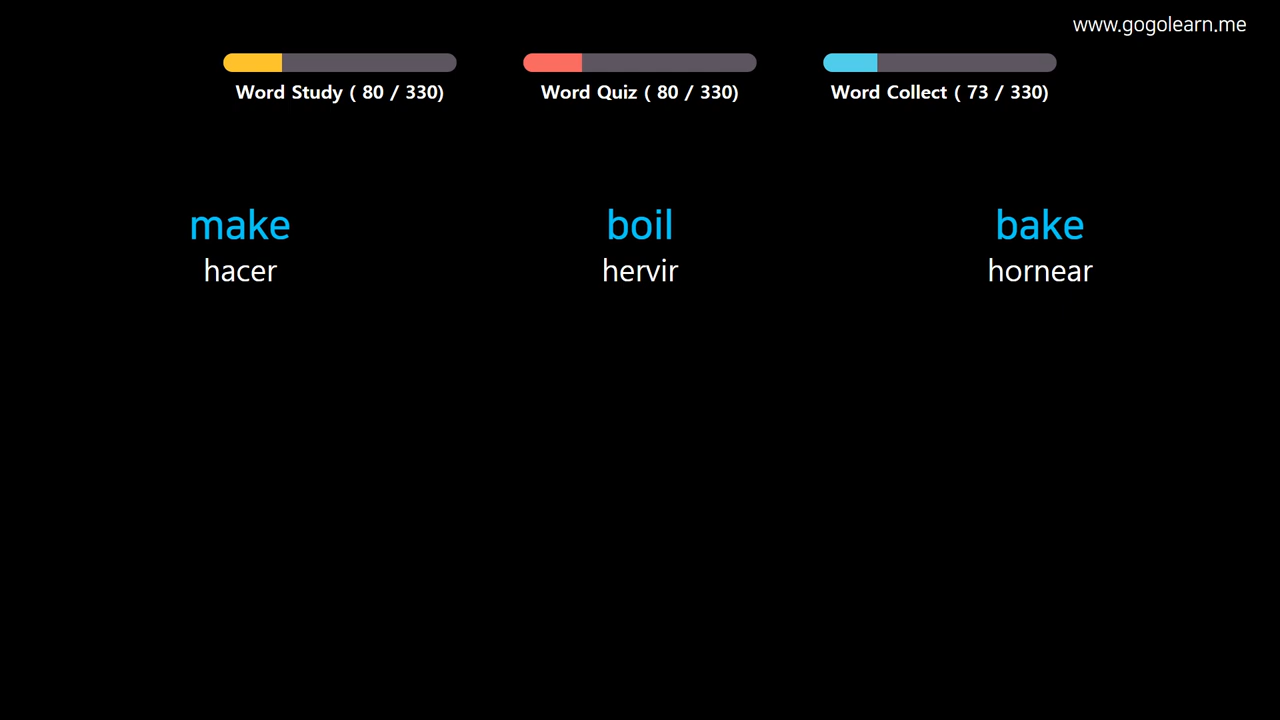 www.gogolearn.me
Word Study ( 80 / 330)
Word Quiz ( 80 / 330)
Word Collect ( 73 / 330)
make
hacer
boil
hervir
bake
hornear